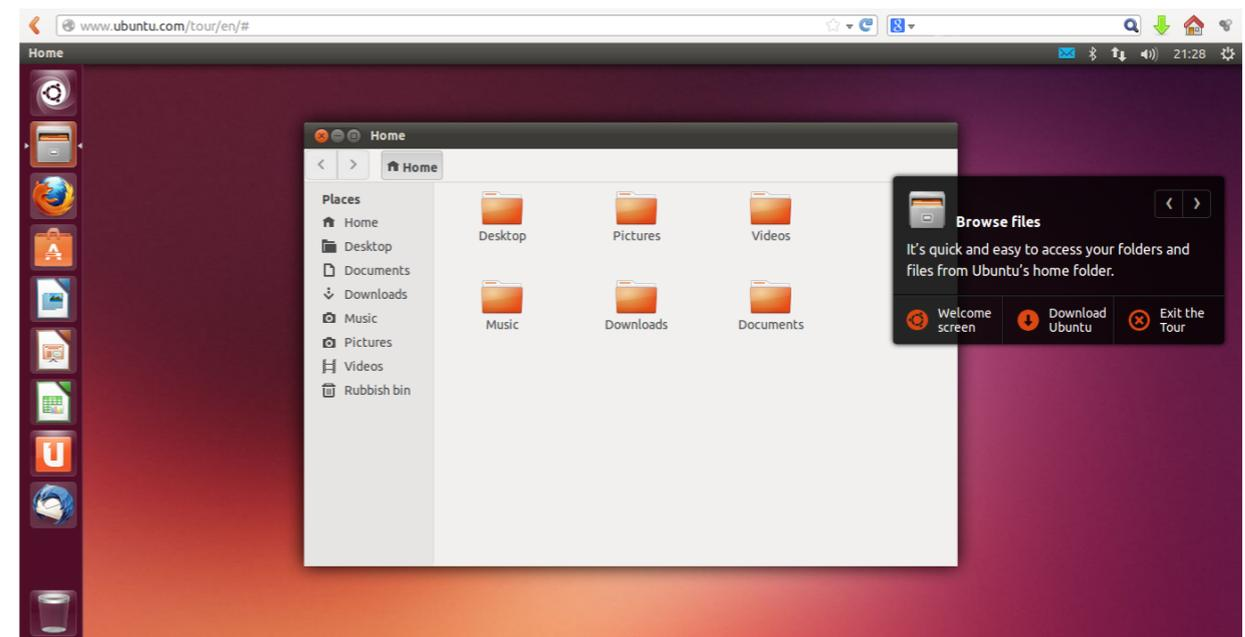 www.ubuntu.com/tour/en/#
8
Home
21:28
Home
Home
Places
Home
Desktop
Documents
Downloads
Music
Pictures
Videos
Rubbish bin
Desktop
Pictures
Videos
Music
Downloads
Documents
Browse files
It's quick and easy to access your folders and
files from Ubuntu's home folder.
Welcome
screen
Download
Ubuntu
Exit the
Tour
A
U